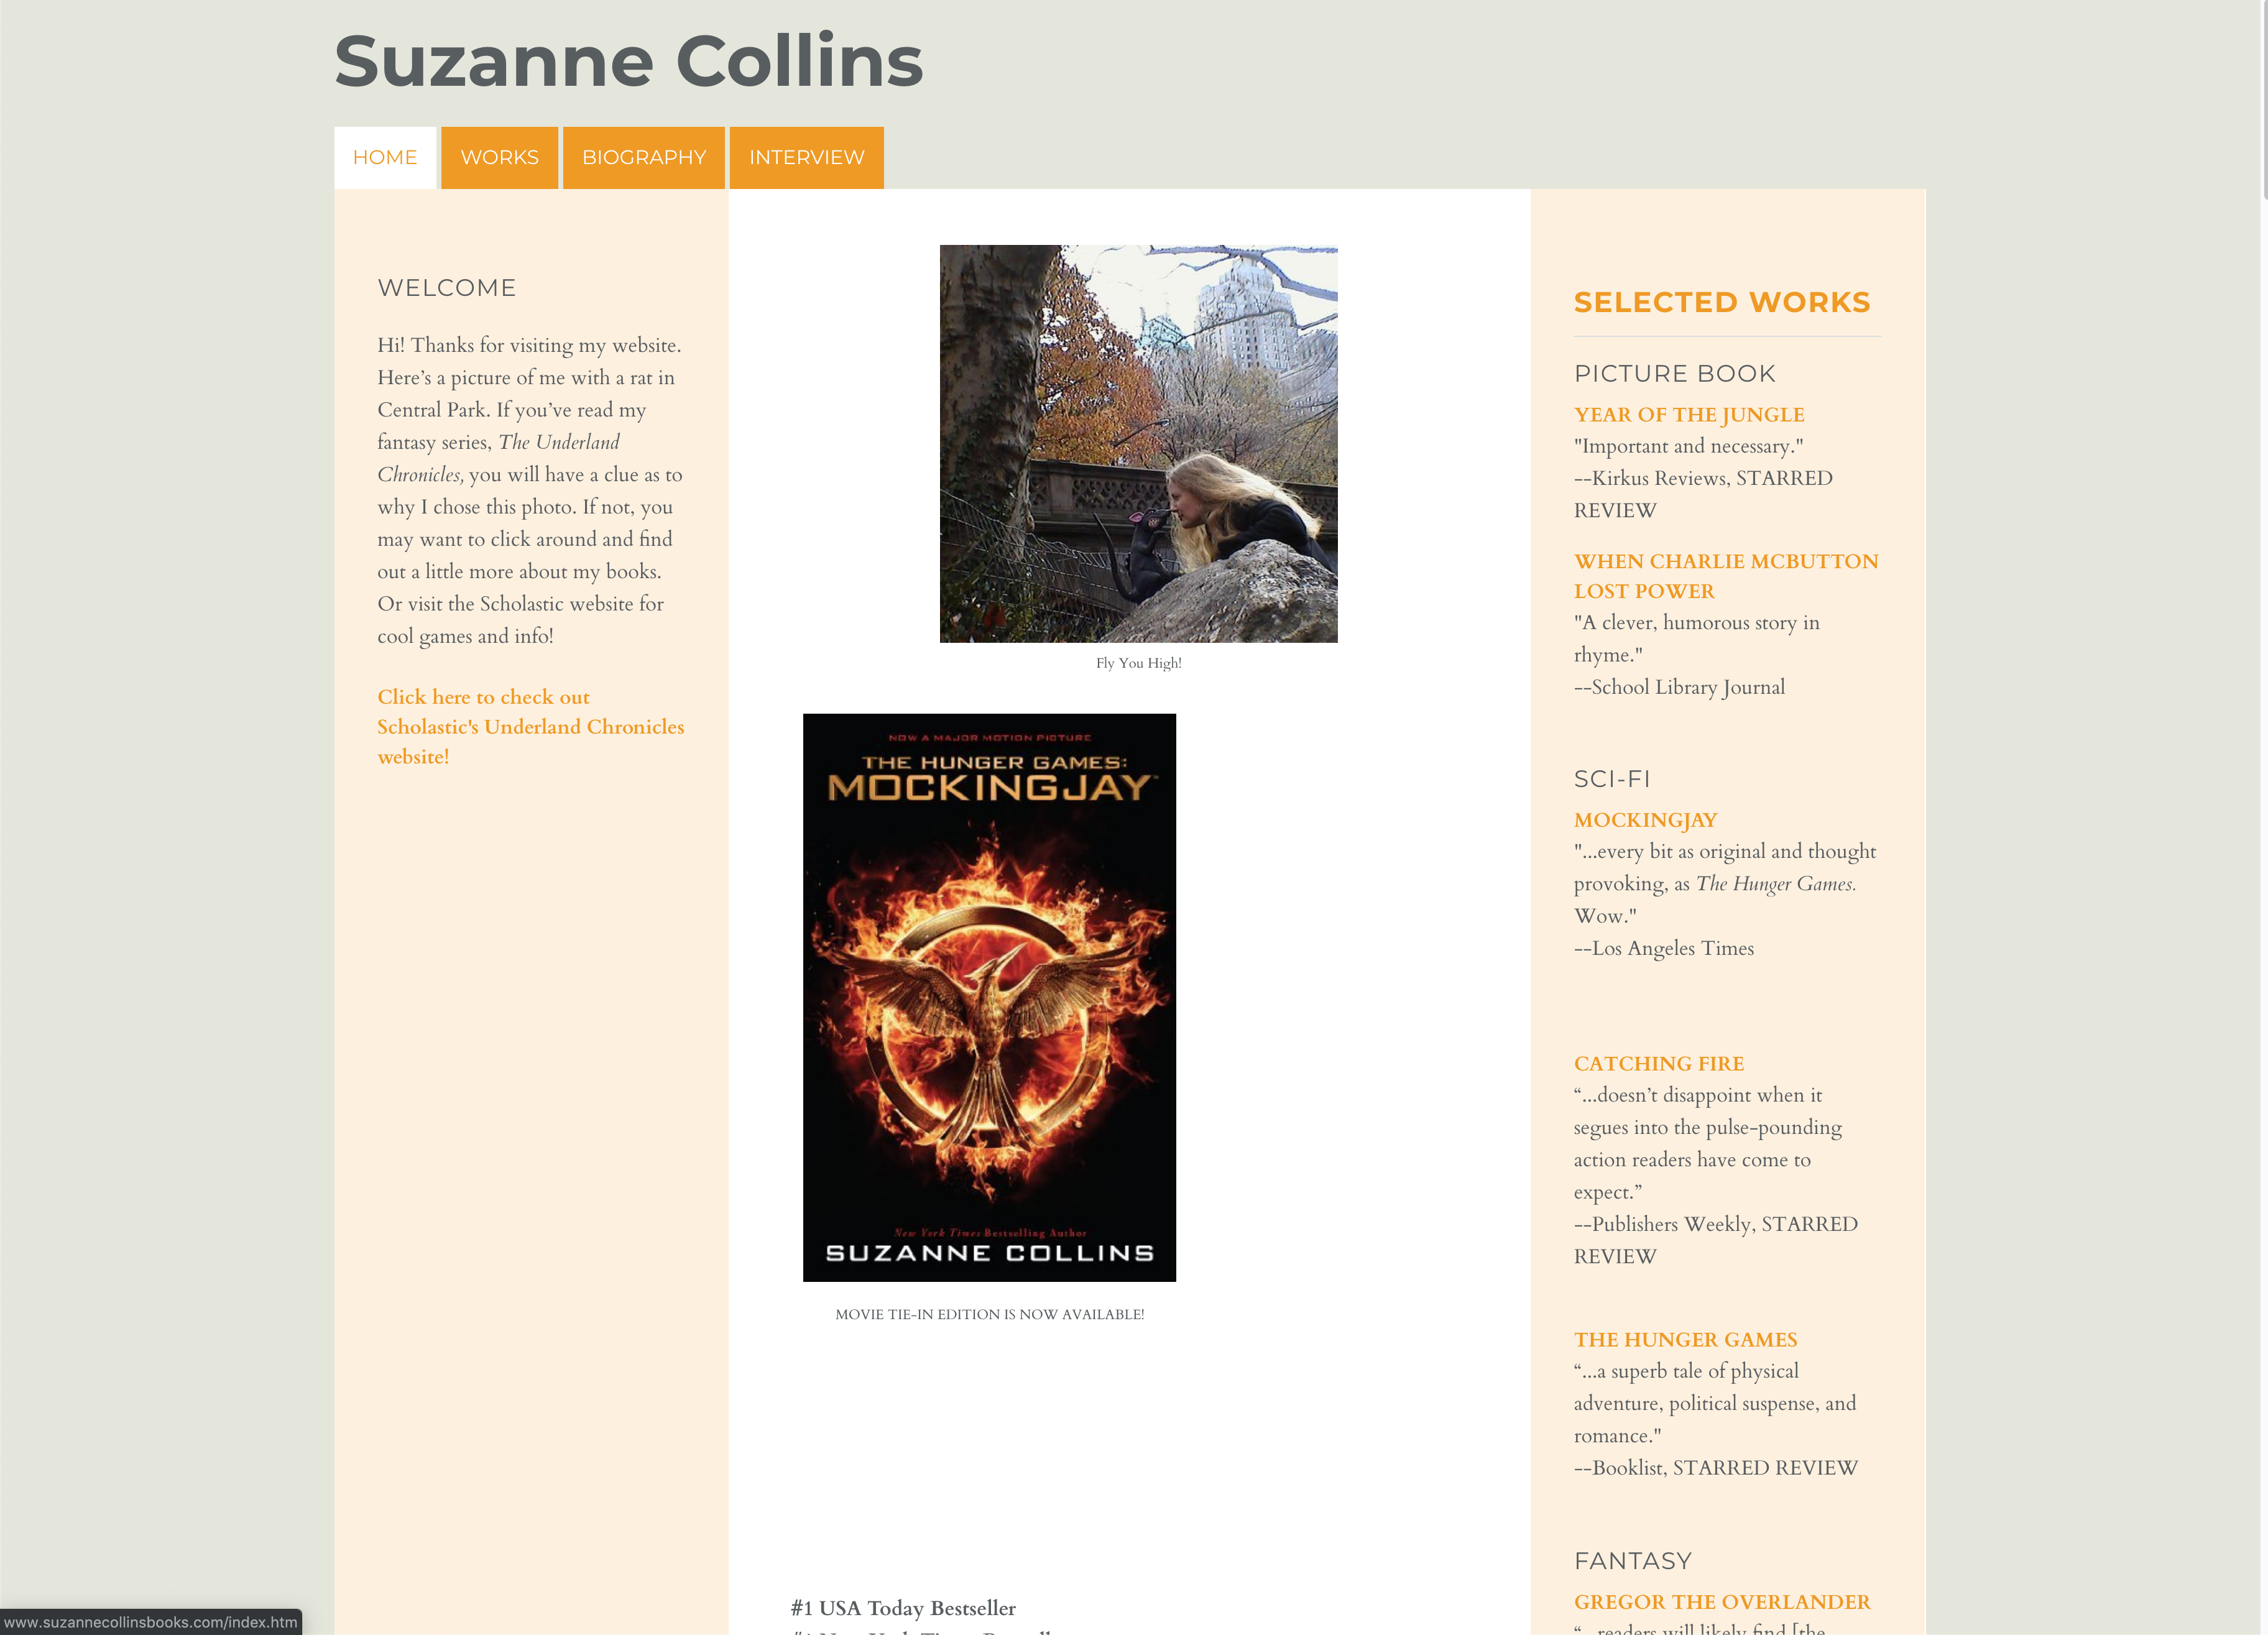 Suzanne Collins
HOME
WORKS
BIOGRAPHY
INTERVIEW
WELCOME
Hi! Thanks for visiting my website.
Here’s a picture of me with a rat in
Central Park. If you’ve read my
fantasy series, The Underland
Chronicles, you will have a clue as to
why I chose this photo. If not, you
may want to click around and find
out a little more about my books.
Or visit the Scholastic website for
cool games and info!
Click here to check out
Scholastic's Underland Chronicles
website!
Fly You High!
NOW A MAJOR MOTION PICTURE
THE HUNGER GAMES:
MOCKINGJAY
New York Times Bestselling Author
SUZANNE COLLINS
MOVIE TIE-IN EDITION IS NOW AVAILABLE!
#1 USA Today Bestseller
SELECTED WORKS
PICTURE BOOK
YEAR OF THE JUNGLE
"Important and necessary."
--Kirkus Reviews, STARRED
REVIEW
WHEN CHARLIE MCBUTTON
LOST POWER
"A clever, humorous story in
rhyme."
--School Library Journal
SCI-FI
MOCKINGJAY
"...every bit as original and thought
provoking, as The Hunger Games.
Wow."
--Los Angeles Times
CATCHING FIRE
“...doesn’t disappoint when it
segues into the pulse-pounding
action readers have come to
expect.”
--Publishers Weekly, STARRED
REVIEW
THE HUNGER GAMES
“...a superb tale of physical
adventure, political suspense, and
romance."
--Booklist, STARRED REVIEW
FANTASY
GREGOR THE OVERLANDER
“...readers will likely find [the
www.suzannecollinsbooks.com/index.htm